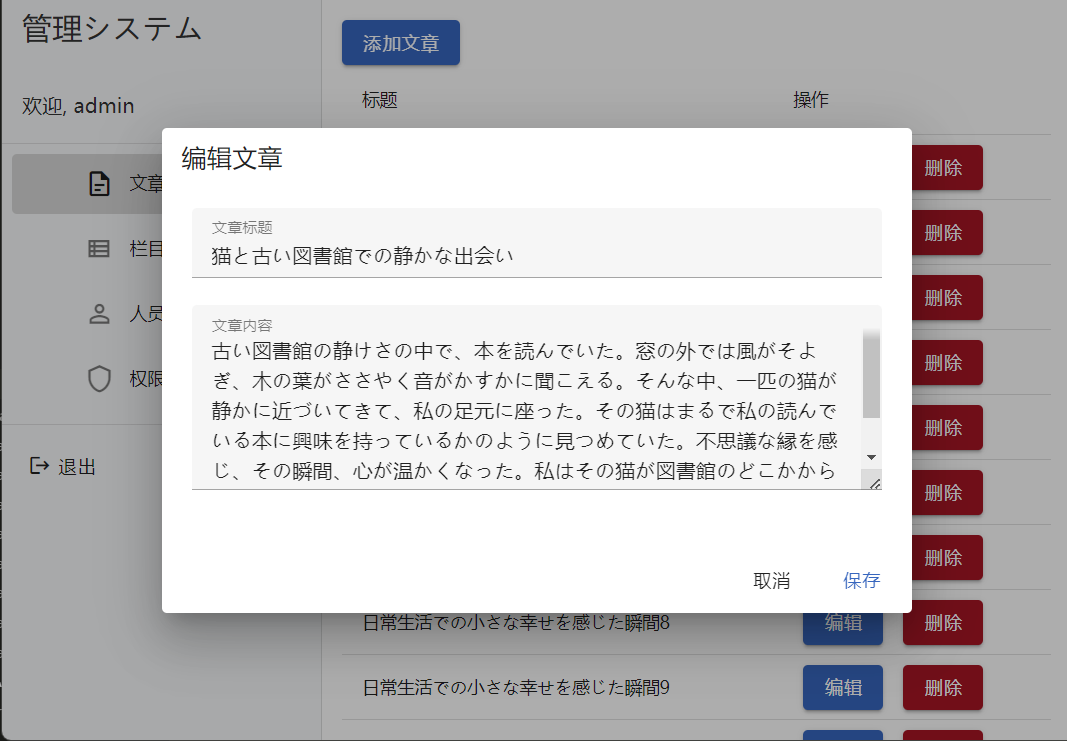 管理システム
欢迎, admin
文章
栏目
人员
权限
退出
添加文章
标题
操作
编辑文章
文章标题
猫と古い図書館での静かな出会い
文章内容
古い図書館の静けさの中で、本を読んでいた。窓の外では風がそよ
ぎ、木の葉がささやく音がかすかに聞こえる。そんな中、一匹の猫が
静かに近づいてきて、私の足元に座った。その猫はまるで私の読んで
いる本に興味を持っているかのように見つめていた。不思議な縁を感
じ、その瞬間、心が温かくなった。私はその猫が図書館のどこかから
取消
保存
删除
删除
删除
删除
删除
删除
删除
日常生活での小さな幸せを感じた瞬間8
编辑
删除
日常生活での小さな幸せを感じた瞬間9
编辑
删除